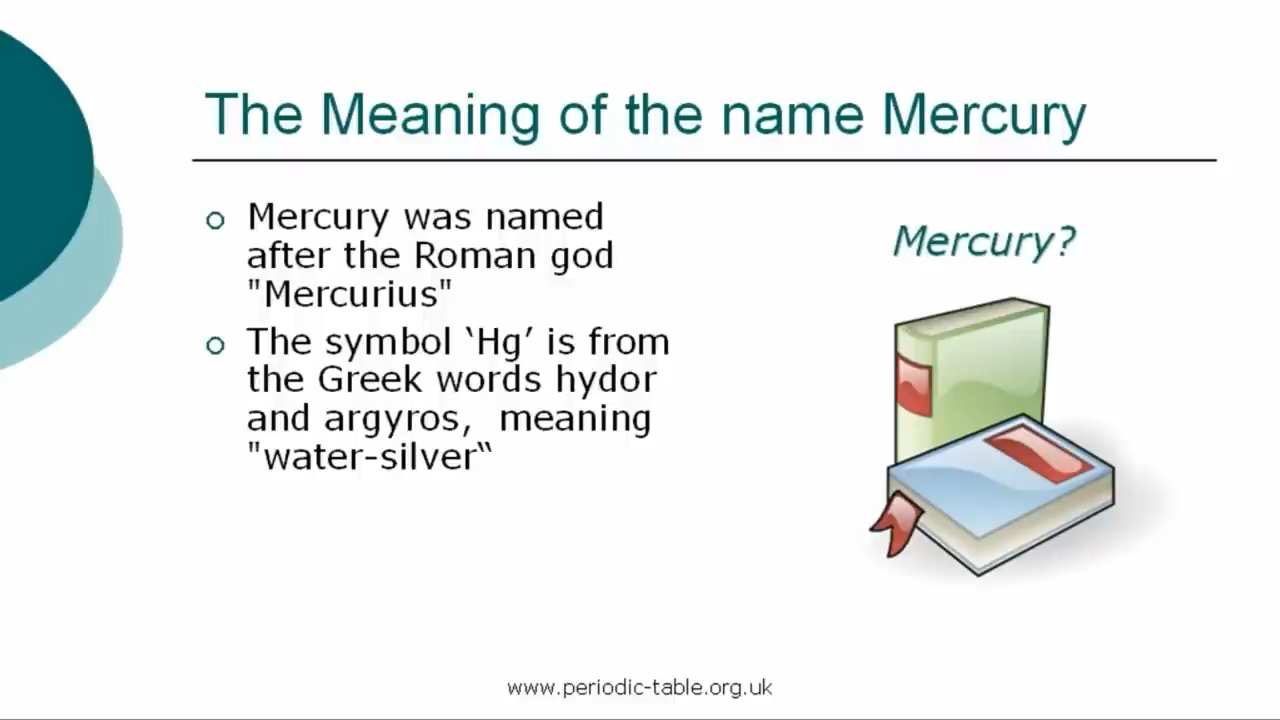 The Meaning of the name Mercury
Mercury was named
after the Roman god
"Mercurius"
The symbol ‘Hg’ is from
the Greek words hydor
and argyros,  meaning
"water-silver“
Mercury?
www.periodic-table.org.uk